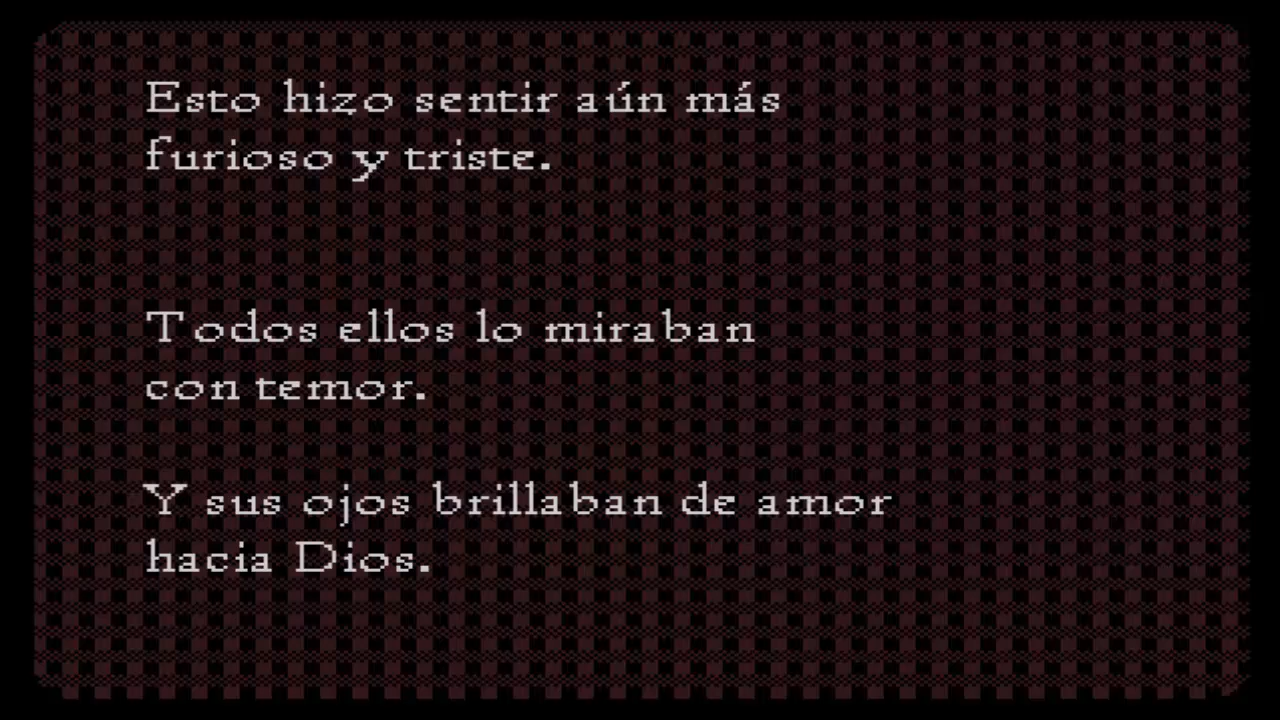 Esto hizo sentir aún más
furioso y triste.
Todos ellos lo miraban
con temor.
Y sus ojos brillaban de amor
hacia Dios.